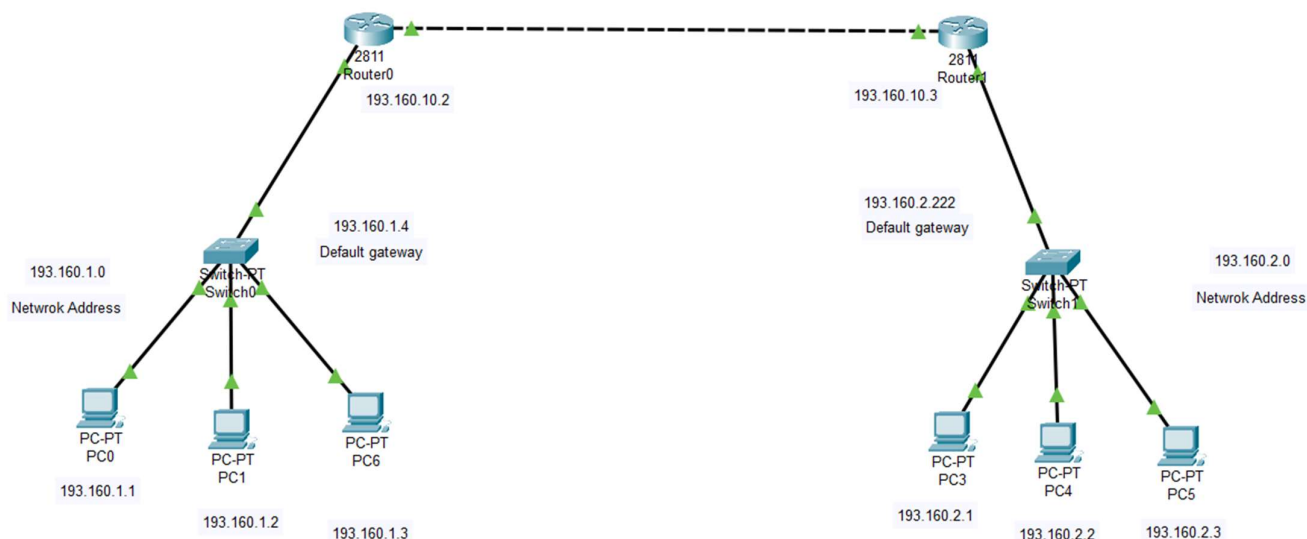 2811
Router0
193.160.10.2
2811
Router1
193.160.10.3
193.160.1.4
Default gateway
193.160.2.222
Default gateway
193.160.1.0
Netwrok Address
Switch-PT
Switch0
Switch-PT
Switch1
193.160.2.0
Netwrok Address
PC-PT
PC0
193.160.1.1
PC-PT
PC1
193.160.1.2
PC-PT
PC6
193.160.1.3
PC-PT
PC3
193.160.2.1
PC-PT
PC4
193.160.2.2
PC-PT
PC5
193.160.2.3